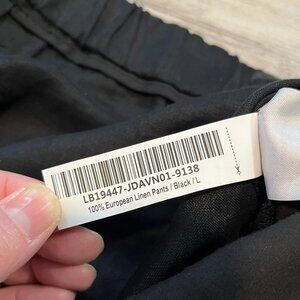 LB19447-JDAVN01-9138
100% European Linen Pants / Black / L